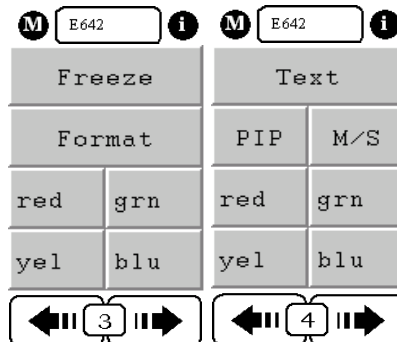 M E642 i
Freeze
Format
red grn
yel blu
3
M E642 i
Text
PIP M/S
red grn
yel blu
4